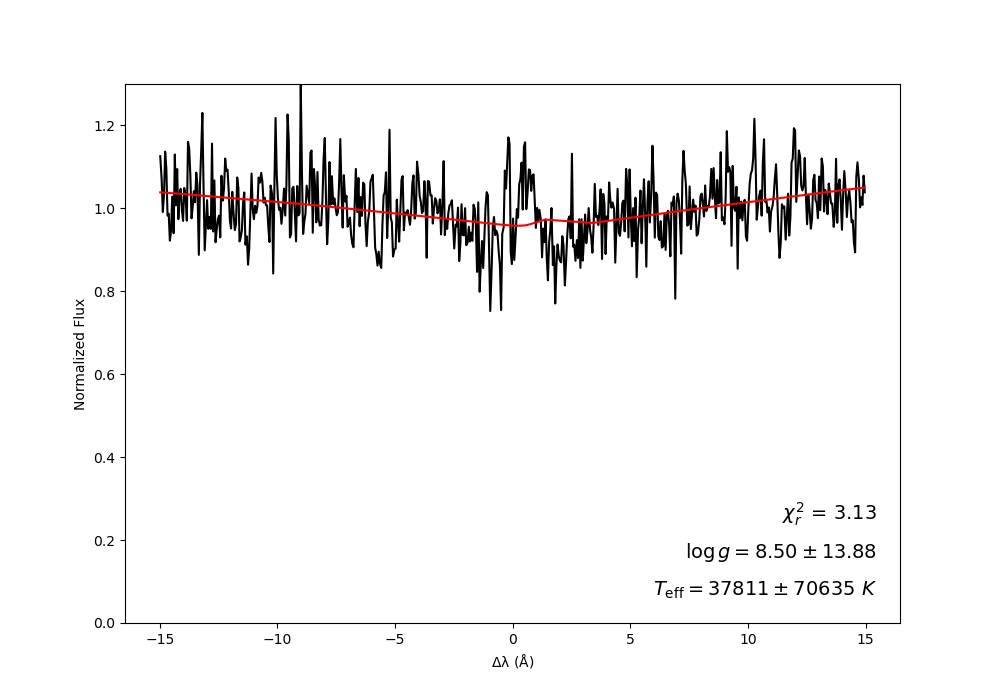 1.2
1.0
0.8
0.6
0.4
0.2
0.0
Normalized Flux
χ²ᵣ = 3.13
log g = 8.50 ± 13.88
T_eff = 37811 ± 70635 K
−15 −10 −5 0 5 10 15
Δλ (Å)